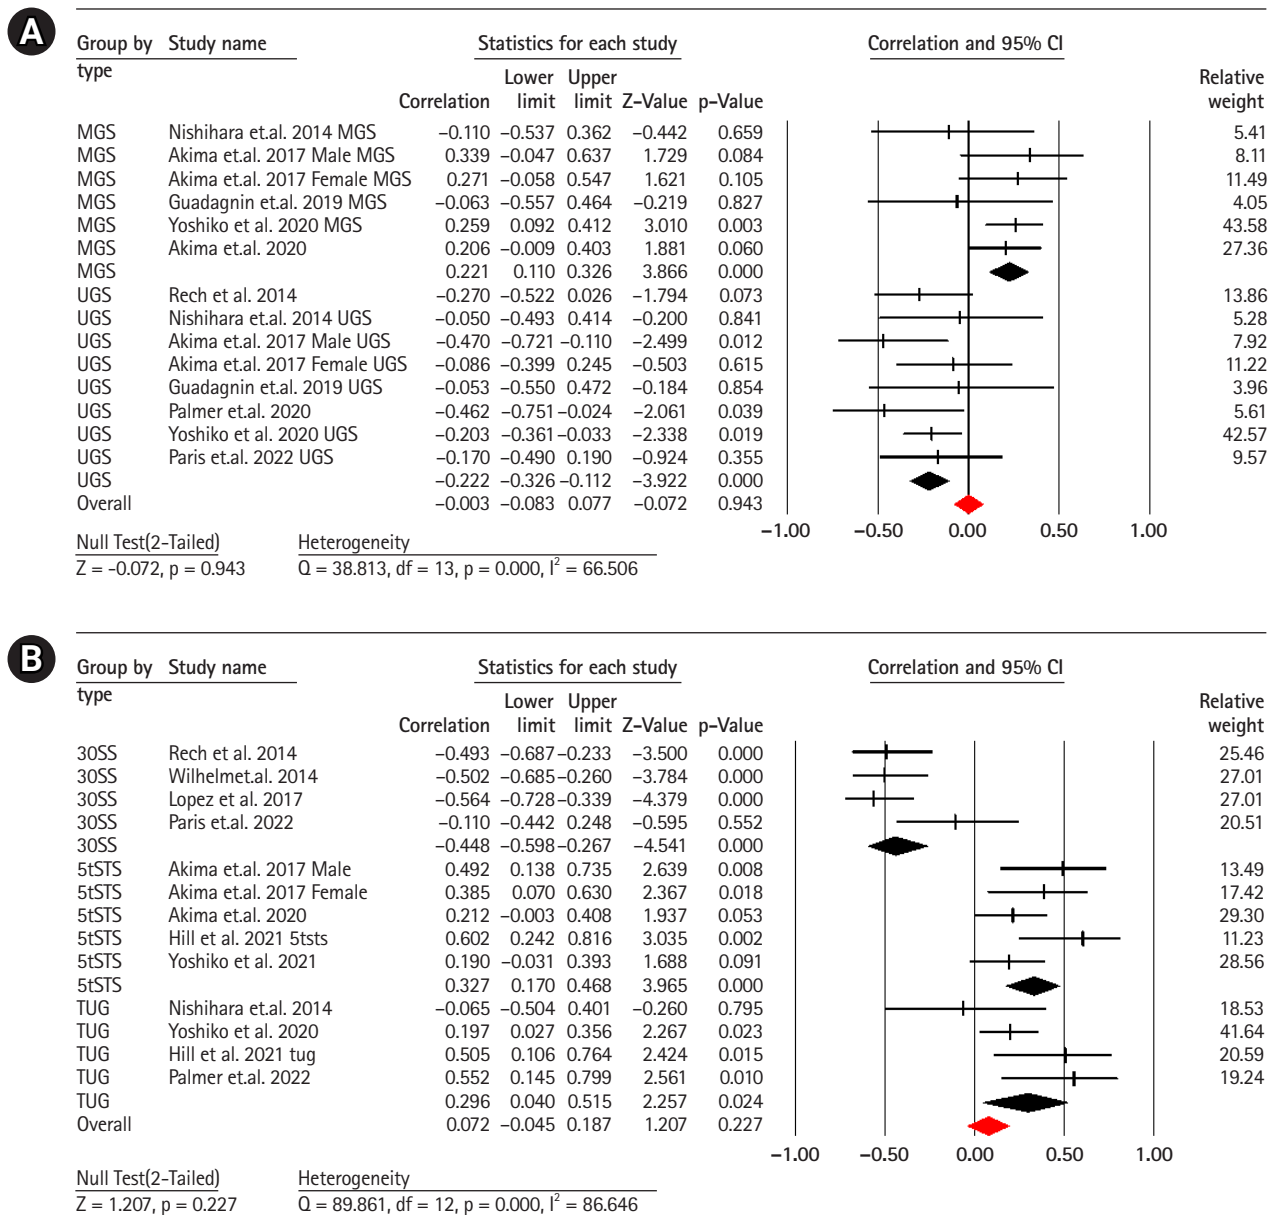 A
Group by Study name Statistics for each study Correlation and 95% CI
type
Lower Upper Relative
Correlation limit limit Z-Value p-Value weight
MGS Nishihara et.al. 2014 MGS −0.110 −0.537 0.362 −0.442 0.659 5.41
MGS Akima et.al. 2017 Male MGS 0.339 −0.047 0.637 1.729 0.084 8.11
MGS Akima et.al. 2017 Female MGS 0.271 −0.058 0.547 1.621 0.105 11.49
MGS Guadagnin et.al. 2019 MGS −0.063 −0.557 0.464 −0.219 0.827 4.05
MGS Yoshiko et al. 2020 MGS 0.259 0.092 0.412 3.010 0.003 43.58
MGS Akima et.al. 2020 0.206 −0.009 0.403 1.881 0.060 27.36
MGS 0.221 0.110 0.326 3.866 0.000
UGS Rech et al. 2014 −0.270 −0.522 0.026 −1.794 0.073 13.86
UGS Nishihara et.al. 2014 UGS −0.050 −0.493 0.414 −0.200 0.841 5.28
UGS Akima et.al. 2017 Male UGS −0.470 −0.721 −0.110 −2.499 0.012 7.92
UGS Akima et.al. 2017 Female UGS −0.086 −0.399 0.245 −0.503 0.615 11.22
UGS Guadagnin et.al. 2019 UGS −0.053 −0.550 0.472 −0.184 0.854 3.96
UGS Palmer et.al. 2020 −0.462 −0.751 −0.024 −2.061 0.039 5.61
UGS Yoshiko et al. 2020 UGS −0.203 −0.361 −0.033 −2.338 0.019 42.57
UGS Paris et.al. 2022 UGS −0.170 −0.490 0.190 −0.924 0.355 9.57
UGS −0.222 −0.326 −0.112 −3.922 0.000
Overall −0.003 −0.083 0.077 −0.072 0.943
−1.00 −0.50 0.00 0.50 1.00
Null Test(2-Tailed) Heterogeneity
Z = -0.072, p = 0.943 Q = 38.813, df = 13, p = 0.000, I² = 66.506
B
Group by Study name Statistics for each study Correlation and 95% CI
type
Lower Upper Relative
Correlation limit limit Z-Value p-Value weight
30SS Rech et al. 2014 −0.493 −0.687 −0.233 −3.500 0.000 25.46
30SS Wilhelmet.al. 2014 −0.502 −0.685 −0.260 −3.784 0.000 27.01
30SS Lopez et al. 2017 −0.564 −0.728 −0.339 −4.379 0.000 27.01
30SS Paris et.al. 2022 −0.110 −0.442 0.248 −0.595 0.552 20.51
30SS −0.448 −0.598 −0.267 −4.541 0.000
5tSTS Akima et.al. 2017 Male 0.492 0.138 0.735 2.639 0.008 13.49
5tSTS Akima et.al. 2017 Female 0.385 0.070 0.630 2.367 0.018 17.42
5tSTS Akima et.al. 2020 0.212 −0.003 0.408 1.937 0.053 29.30
5tSTS Hill et al. 2021 5tsts 0.602 0.242 0.816 3.035 0.002 11.23
5tSTS Yoshiko et al. 2021 0.190 −0.031 0.393 1.688 0.091 28.56
5tSTS 0.327 0.170 0.468 3.965 0.000
TUG Nishihara et.al. 2014 −0.065 −0.504 0.401 −0.260 0.795 18.53
TUG Yoshiko et al. 2020 0.197 0.027 0.356 2.267 0.023 41.64
TUG Hill et al. 2021 tug 0.505 0.106 0.764 2.424 0.015 20.59
TUG Palmer et.al. 2022 0.552 0.145 0.799 2.561 0.010 19.24
TUG 0.296 0.040 0.515 2.257 0.024
Overall 0.072 −0.045 0.187 1.207 0.227
−1.00 −0.50 0.00 0.50 1.00
Null Test(2-Tailed) Heterogeneity
Z = 1.207, p = 0.227 Q = 89.861, df = 12, p = 0.000, I² = 86.646